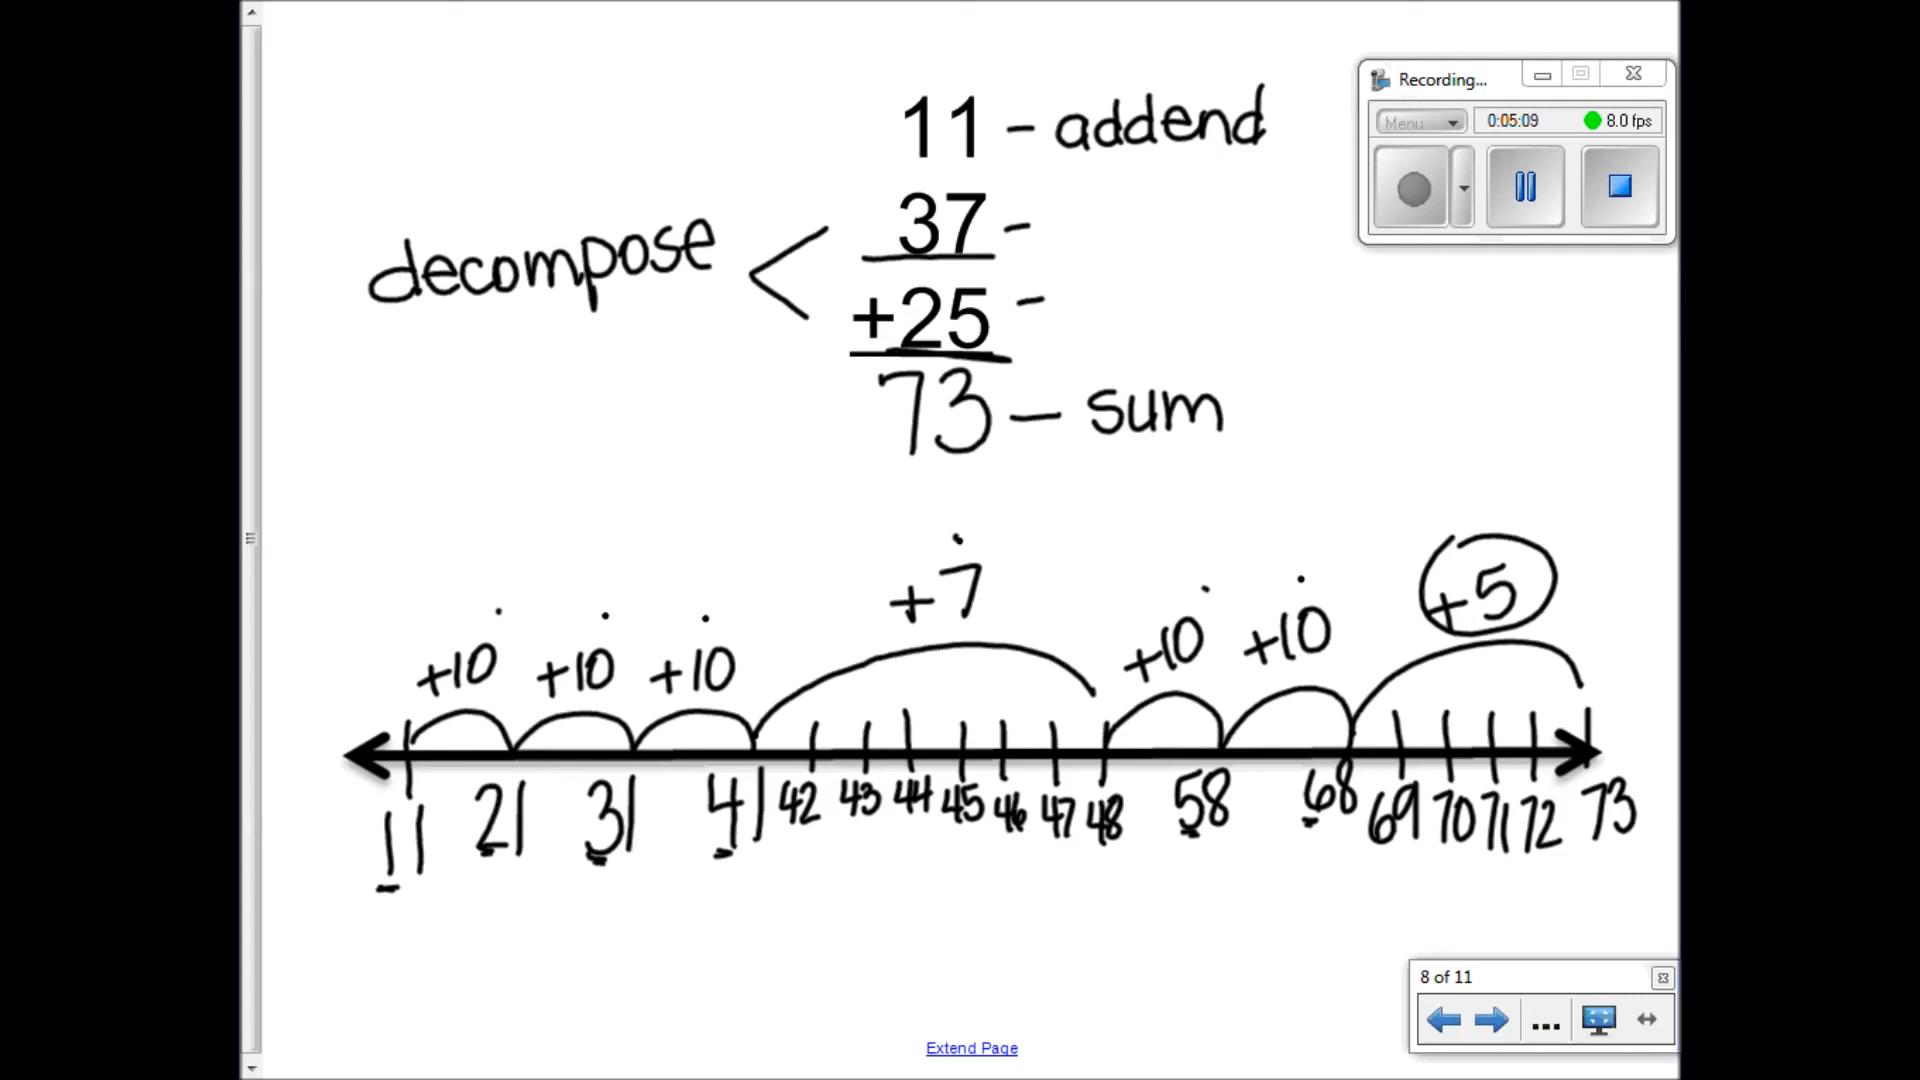 Recording...
Menu 0:05:09 8.0 fps
11 - addend
37 -
decompose <
+25 -
73 - sum
+7
+5
+10 +10
+10 +10 +10
11 21 31 41 42 43 44 45 46 47 48 58 68 69 70 71 72 73
8 of 11
...
Extend Page